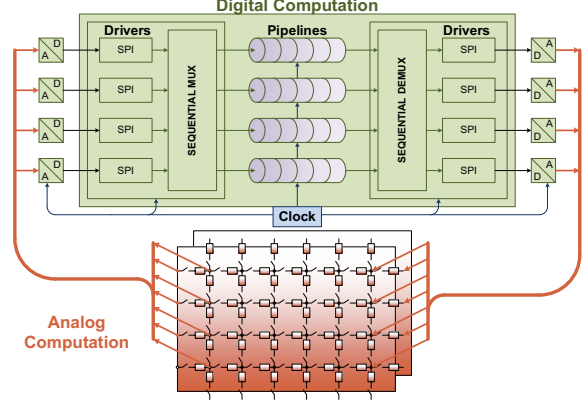 Digital Computation
Drivers
Pipelines
Drivers
A D
SPI
SPI
D A
A D
SPI
SPI
D A
A D
SPI
SPI
D A
A D
SPI
SPI
D A
SEQUENTIAL MUX
SEQUENTIAL DEMUX
Clock
Analog
Computation